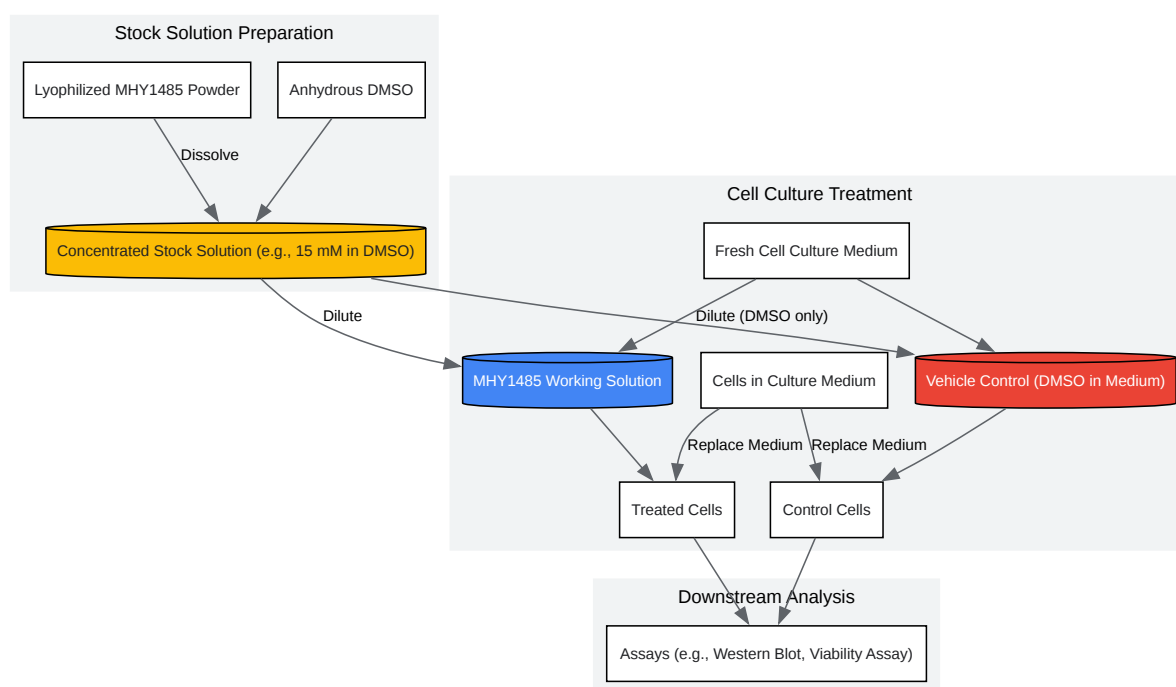 Stock Solution Preparation
Lyophilized MHY1485 Powder
Anhydrous DMSO
Dissolve
Concentrated Stock Solution (e.g., 15 mM in DMSO)
Cell Culture Treatment
Fresh Cell Culture Medium
Dilute
Dilute (DMSO only)
MHY1485 Working Solution
Cells in Culture Medium
Vehicle Control (DMSO in Medium)
Replace Medium
Replace Medium
Treated Cells
Control Cells
Downstream Analysis
Assays (e.g., Western Blot, Viability Assay)